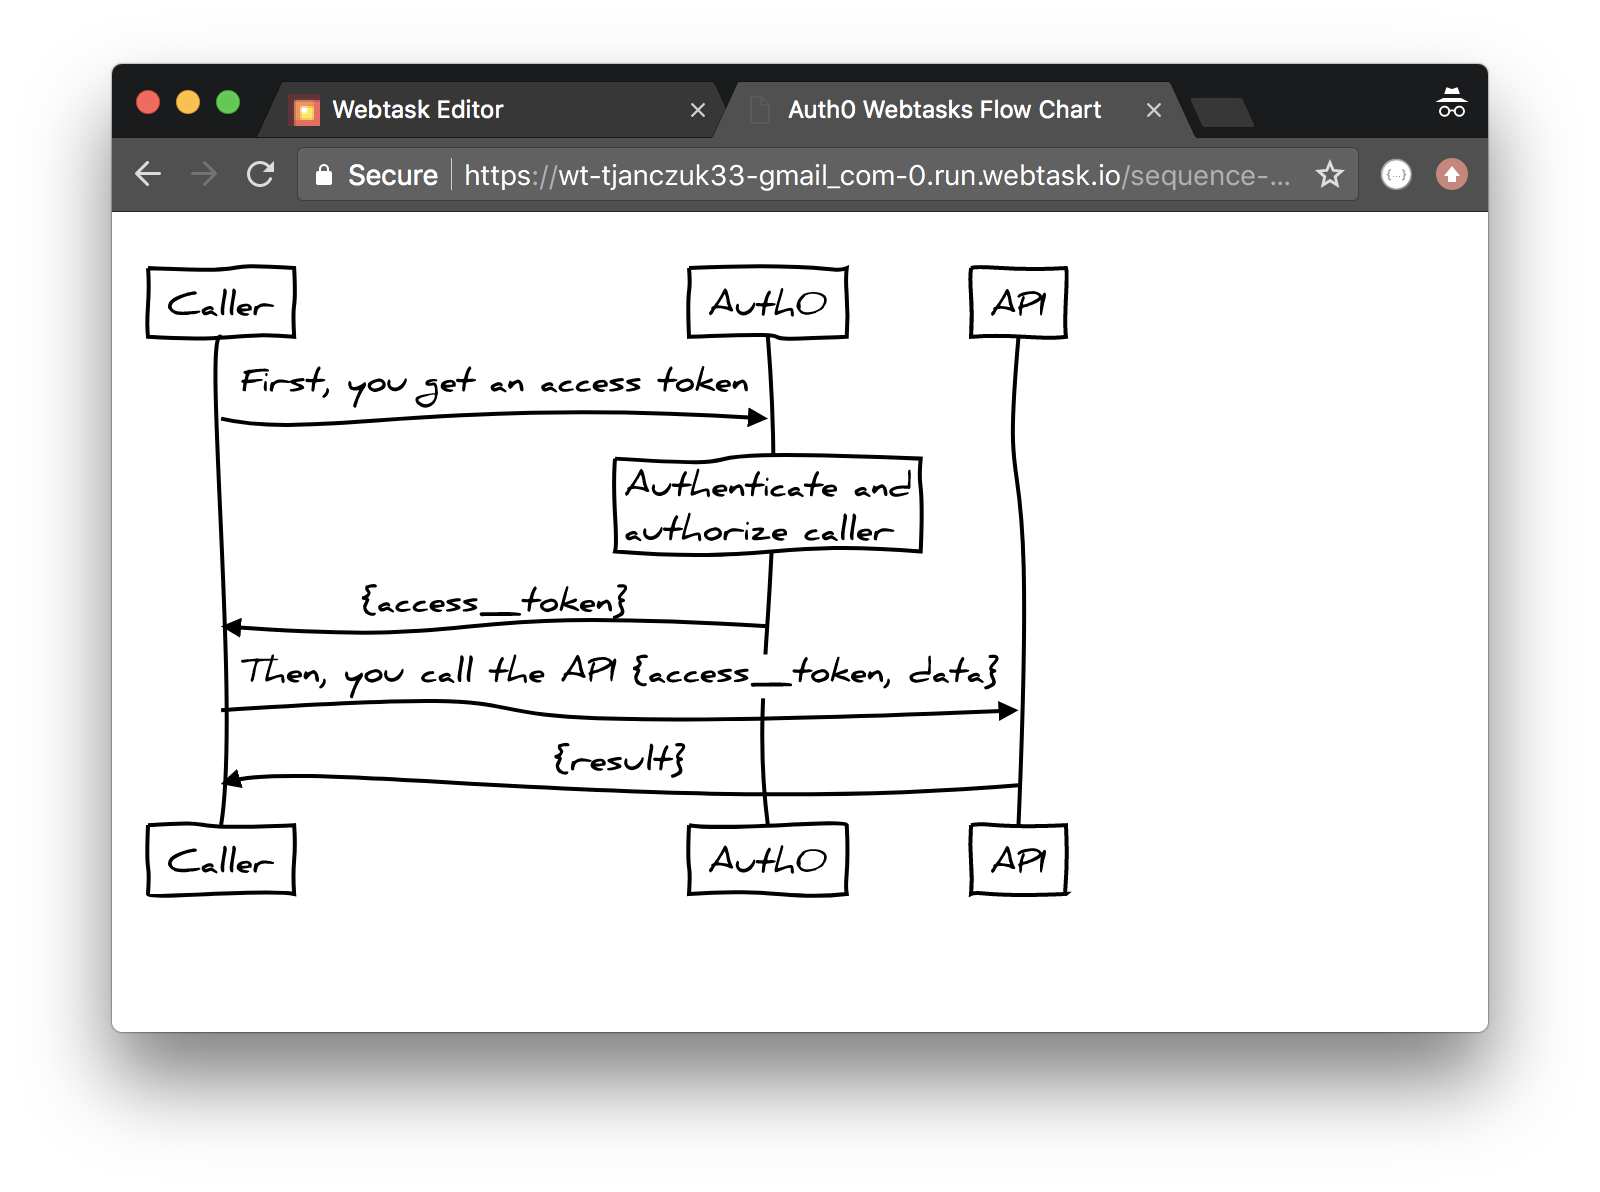 Webtask Editor
Auth0 Webtasks Flow Chart
Secure
https://wt-tjanczuk33-gmail_com-0.run.webtask.io/sequence-...
{...}
Caller
Auth0
API
First, you get an access token
Authenticate and
authorize caller
{access_token}
Then, you call the API {access_token, data}
{result}
Caller
Auth0
API